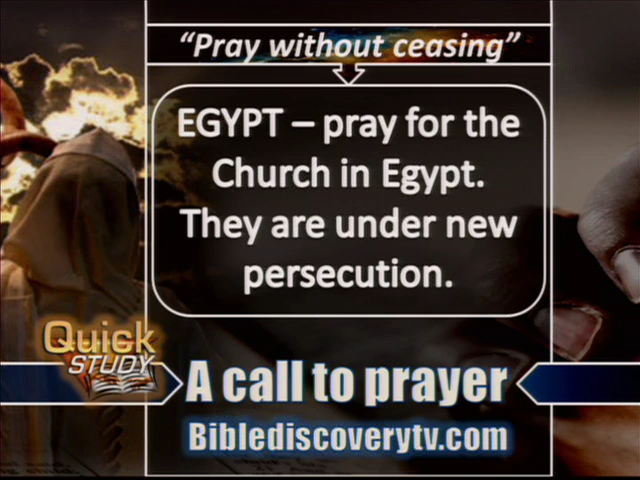 “Pray without ceasing”
EGYPT – pray for the
Church in Egypt.
They are under new
persecution.
Quick
STUDY
A call to prayer
Biblediscoverytv.com